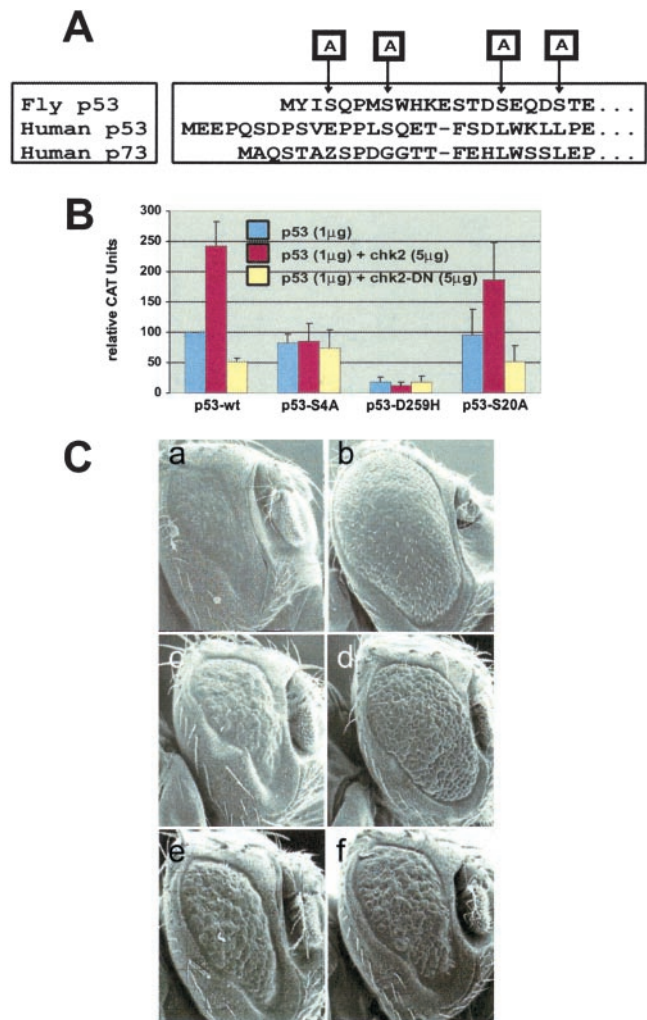 A
A A A A
Fly p53 MYISQPMSWHKESTDSEQDSTE...
Human p53 MEEPQSDPSVEPPLSQET-FSDLWKLLPE...
Human p73 MAQSTAZSPDGGTT-FEHLWSSLEP...
B
relative CAT Units
300
250
200
150
100
50
0
p53 (1µg)
p53 (1µg) + chk2 (5µg)
p53 (1µg) + chk2-DN (5µg)
p53-wt p53-S4A p53-D259H p53-S20A
C
a b
c d
e f